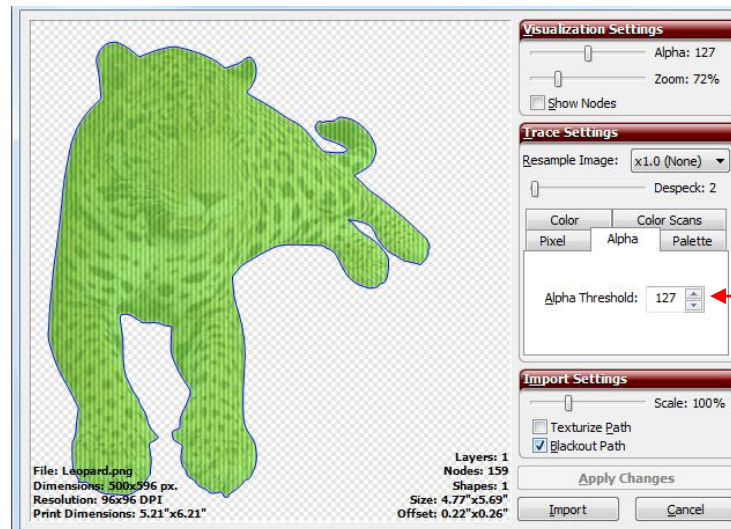 Visualization Settings
Alpha: 127
Zoom: 72%
Show Nodes
Trace Settings
Resample Image: x1.0 (None)
Despeck: 2
Color Color Scans
Pixel Alpha Palette
Alpha Threshold: 127
Import Settings
Scale: 100%
Texturize Path
Blackout Path
Apply Changes
Import Cancel
File: Leopard.png
Dimensions: 500x596 px.
Resolution: 96x96 DPI
Print Dimensions: 5.21"x6.21"
Layers: 1
Nodes: 159
Shapes: 1
Size: 4.77"x5.69"
Offset: 0.22"x0.26"